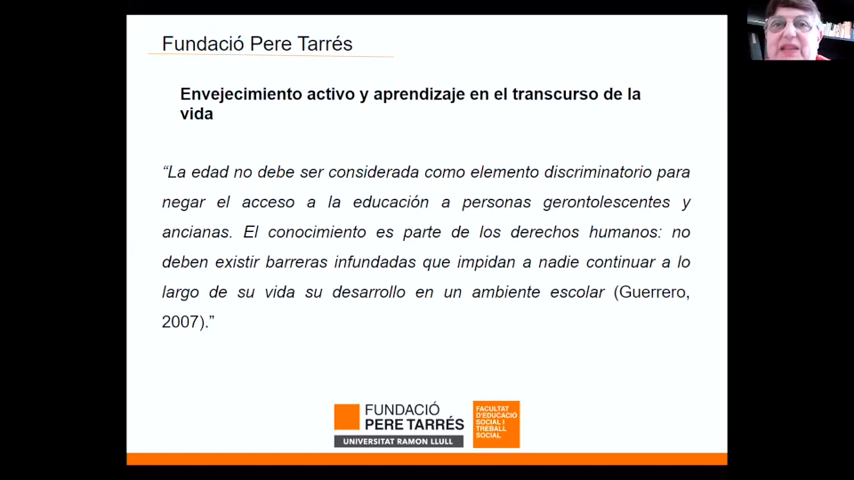 Fundació Pere Tarrés
Envejecimiento activo y aprendizaje en el transcurso de la
vida
“La edad no debe ser considerada como elemento discriminatorio para
negar el acceso a la educación a personas gerontolescentes y
ancianas. El conocimiento es parte de los derechos humanos: no
deben existir barreras infundadas que impidan a nadie continuar a lo
largo de su vida su desarrollo en un ambiente escolar (Guerrero,
2007).”
FUNDACIÓ
PERE TARRÉS
UNIVERSITAT RAMON LLULL
FACULTAT
D'EDUCACIÓ
SOCIAL I
TREBALL
SOCIAL